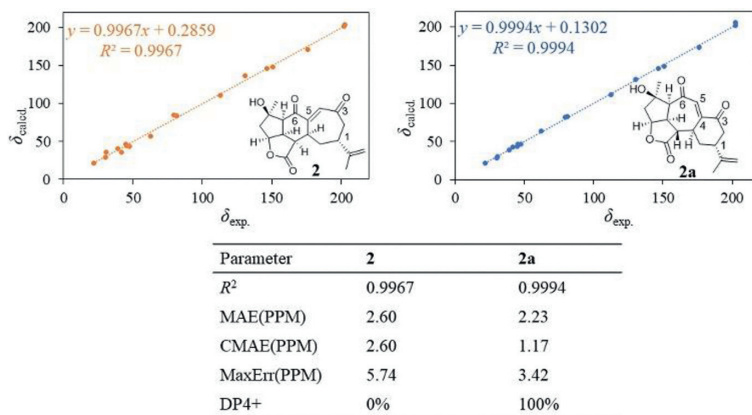 y = 0.9967x + 0.2859
R² = 0.9967
200
150
100
50
0
0 50 100 150 200
δcalcd.
δexp.
HO
H
O
6
5
O
3
H
H
H
1
O
O
2
y = 0.9994x + 0.1302
R² = 0.9994
200
150
100
50
0
0 50 100 150 200
δcalcd.
δexp.
HO
H
O
6
5
O
3
4
H
H
H
1
O
O
2a
Parameter 2 2a
R² 0.9967 0.9994
MAE(PPM) 2.60 2.23
CMAE(PPM) 2.60 1.17
MaxErr(PPM) 5.74 3.42
DP4+ 0% 100%